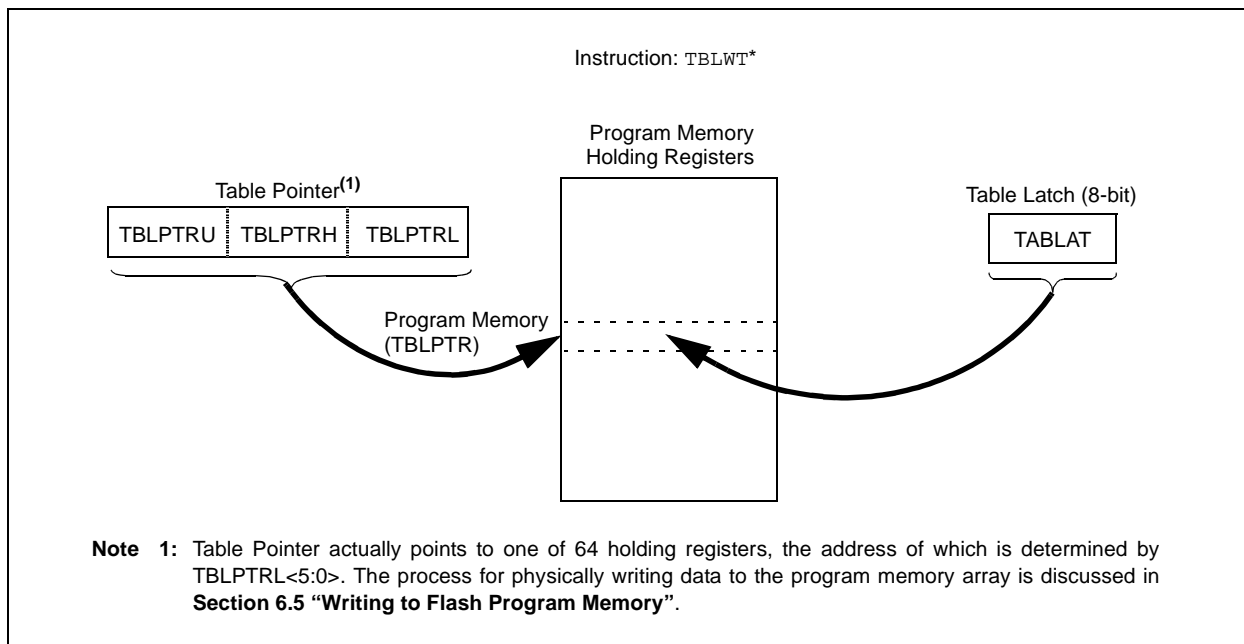 Instruction: TBLWT*
Program Memory
Holding Registers
Table Pointer(1)
Table Latch (8-bit)
TBLPTRU TBLPTRH TBLPTRL
TABLAT
Program Memory
(TBLPTR)
Note 1: Table Pointer actually points to one of 64 holding registers, the address of which is determined by
TBLPTRL<5:0>. The process for physically writing data to the program memory array is discussed in
Section 6.5 “Writing to Flash Program Memory”.